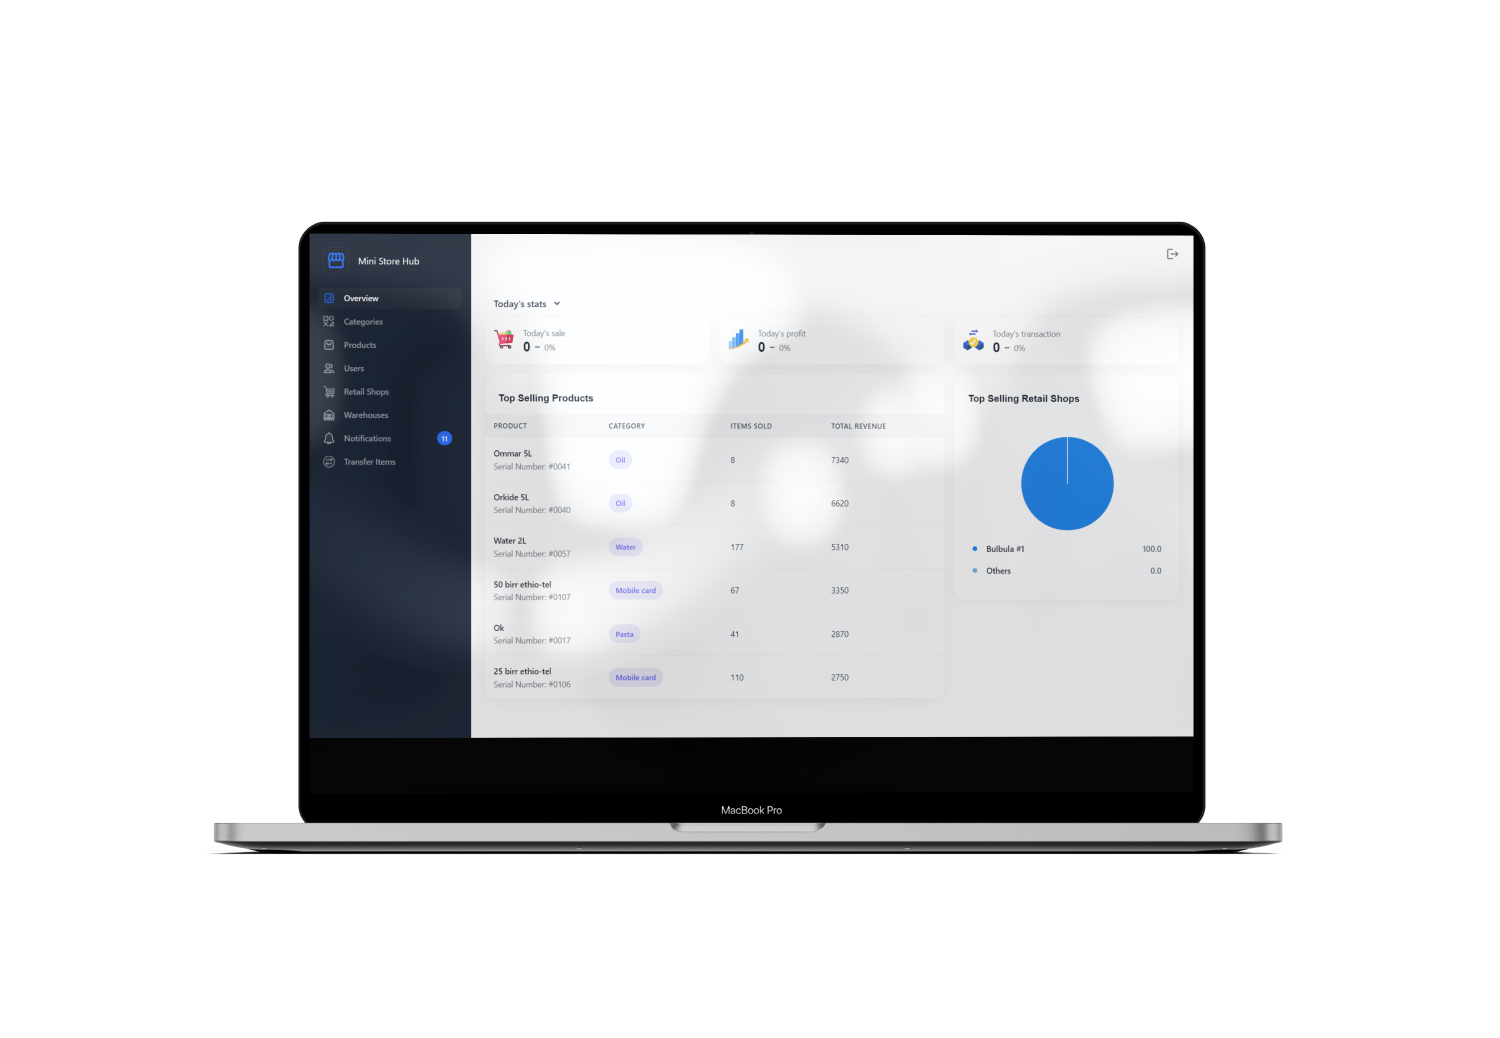 Mini Store Hub
Overview
Categories
Products
Users
Retail Shops
Warehouses
Notifications 11
Transfer Items
Today's stats
Today's sale
0 – 0%
Today's profit
0 – 0%
Today's transaction
0 – 0%
Top Selling Products
PRODUCT CATEGORY ITEMS SOLD TOTAL REVENUE
Ommar 5L
Serial Number: #0041
Oil 8 7340
Orkide 5L
Serial Number: #0040
Oil 8 6620
Water 2L
Serial Number: #0057
Water 177 5310
50 birr ethio-tel
Serial Number: #0107
Mobile card 67 3350
Ok
Serial Number: #0017
Pasta 41 2870
25 birr ethio-tel
Serial Number: #0106
Mobile card 110 2750
Top Selling Retail Shops
Bulbula #1 100.0
Others 0.0
MacBook Pro